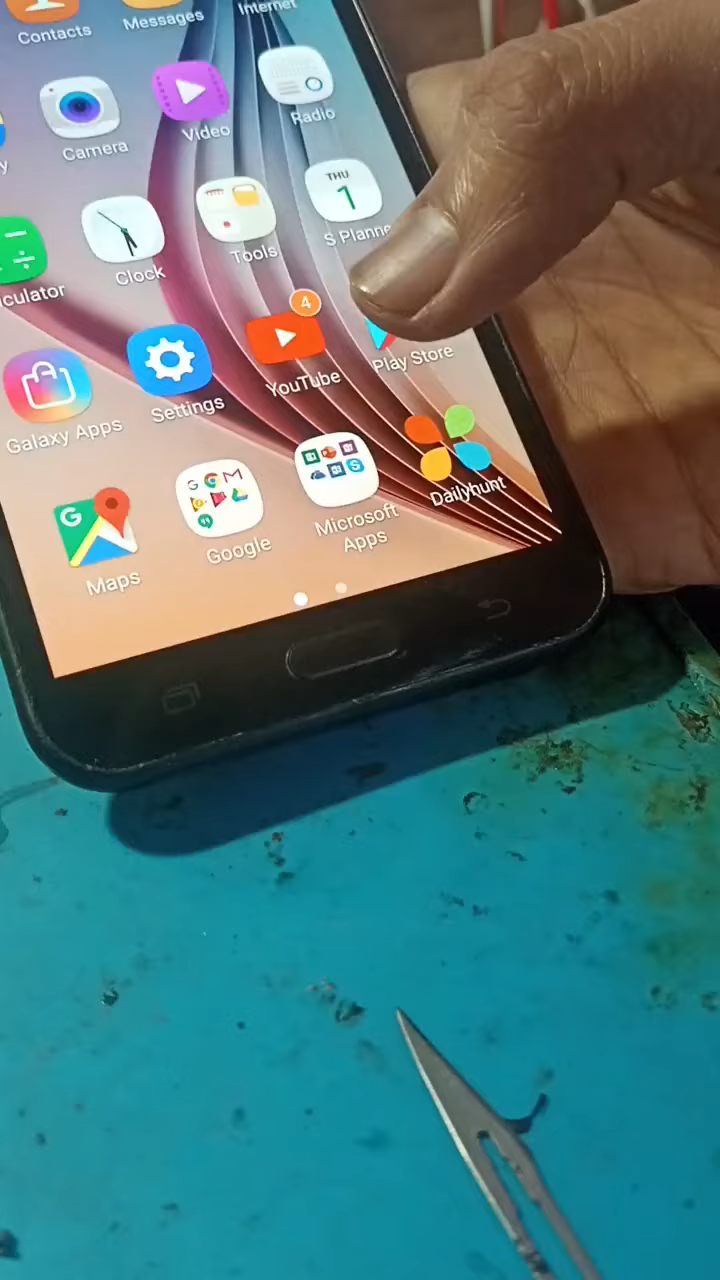 Contacts
Messages
Internet
y
Camera
Video
Radio
lculator
Clock
Tools
THU
1
S Planne
Galaxy Apps
Settings
4
YouTube
Play Store
G
Maps
G M
Google
S
Microsoft
Apps
Dailyhunt